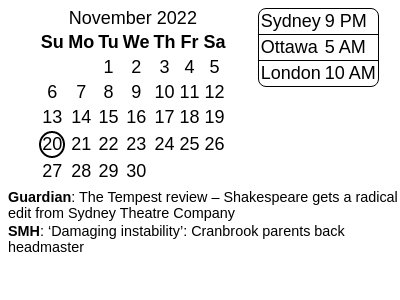 November 2022
Su Mo Tu We Th Fr Sa
1 2 3 4 5
6 7 8 9 10 11 12
13 14 15 16 17 18 19
20 21 22 23 24 25 26
27 28 29 30
Sydney 9 PM
Ottawa 5 AM
London 10 AM
Guardian: The Tempest review – Shakespeare gets a radical
edit from Sydney Theatre Company
SMH: ‘Damaging instability’: Cranbrook parents back
headmaster